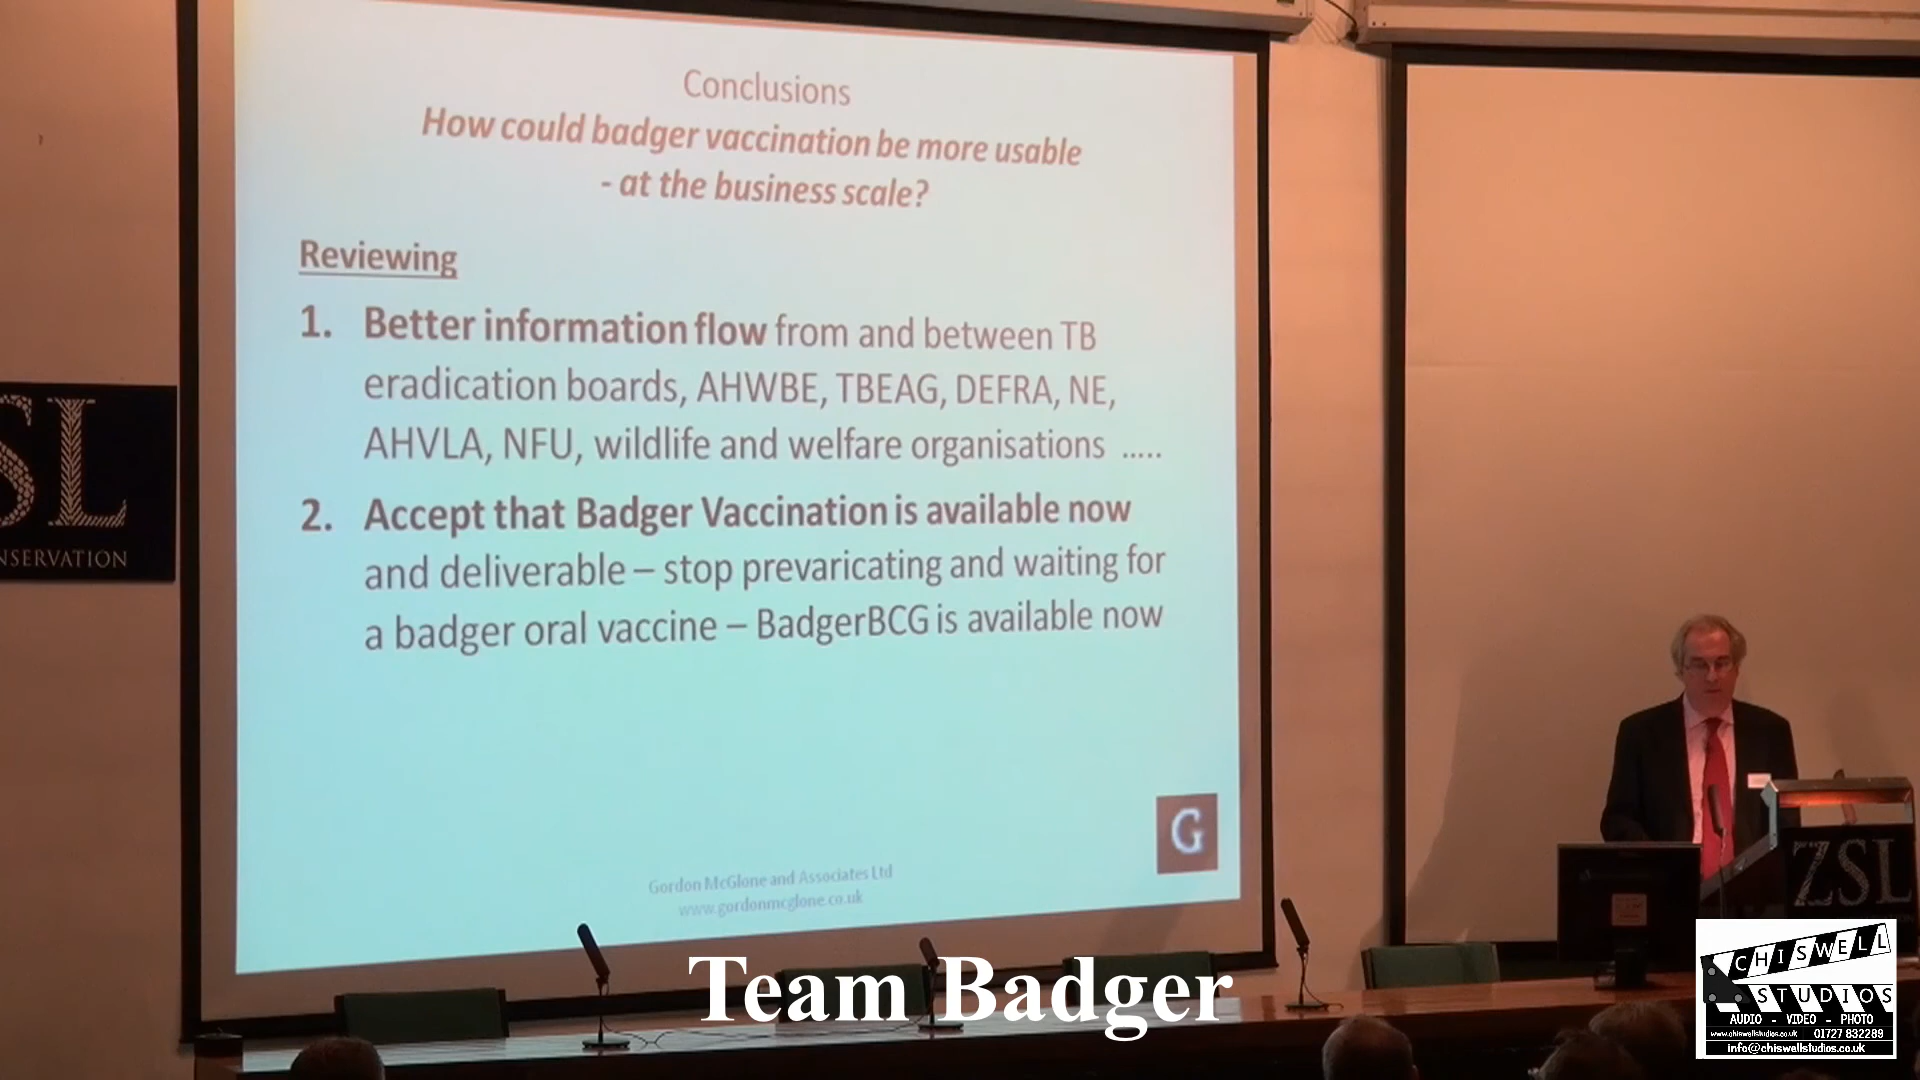 Conclusions
How could badger vaccination be more usable
- at the business scale?
Reviewing
1. Better information flow from and between TB
eradication boards, AHWBE, TBEAG, DEFRA, NE,
AHVLA, NFU, wildlife and welfare organisations .....
2. Accept that Badger Vaccination is available now
and deliverable – stop prevaricating and waiting for
a badger oral vaccine – BadgerBCG is available now
G
Gordon McGlone and Associates Ltd
www.gordonmcglone.co.uk
SL
NSERVATION
ZSL
Team Badger
CHISWELL
STUDIOS
AUDIO - VIDEO - PHOTO
www.chiswellstudios.co.uk 01727 832289
info@chiswellstudios.co.uk